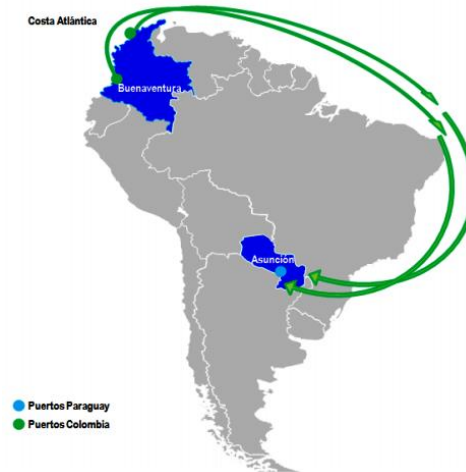 Costa Atlántica
Buenaventura
Asunción
Puertos Paraguay
Puertos Colombia